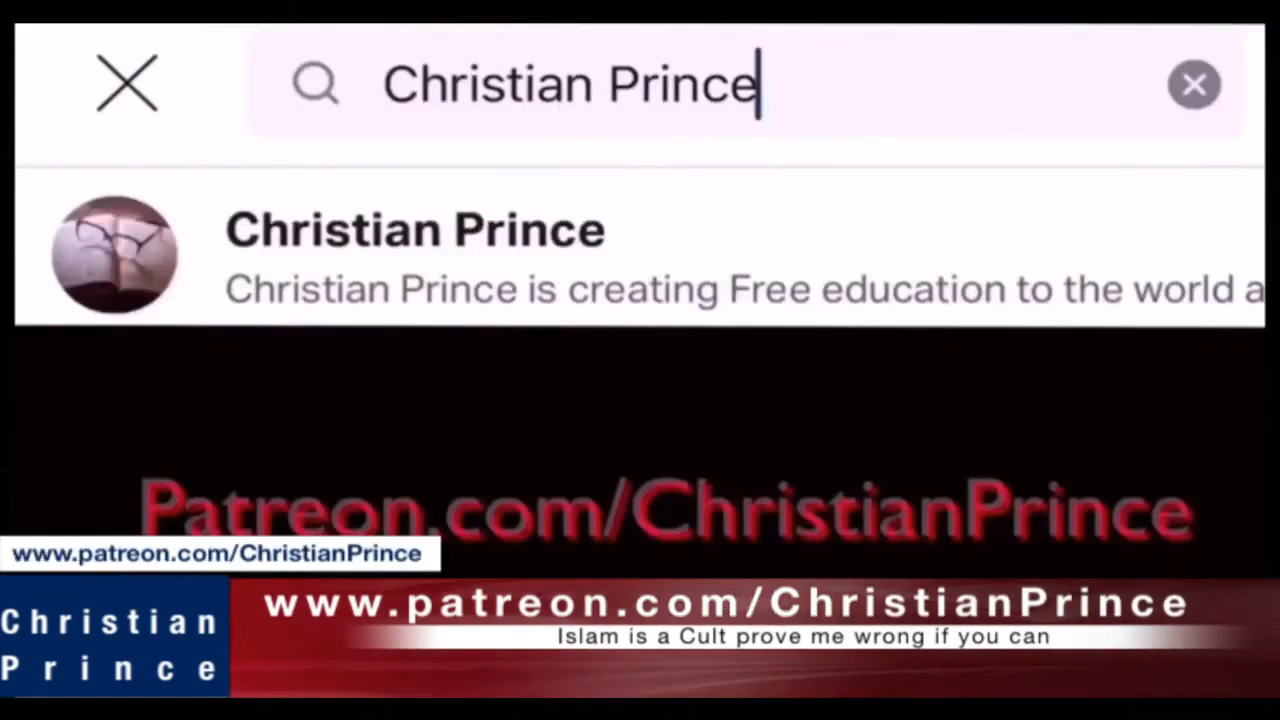 Christian Prince
Christian Prince
Christian Prince is creating Free education to the world a
Patreon.com/ChristianPrince
www.patreon.com/ChristianPrince
Christian
Prince
www.patreon.com/ChristianPrince
Islam is a Cult prove me wrong if you can